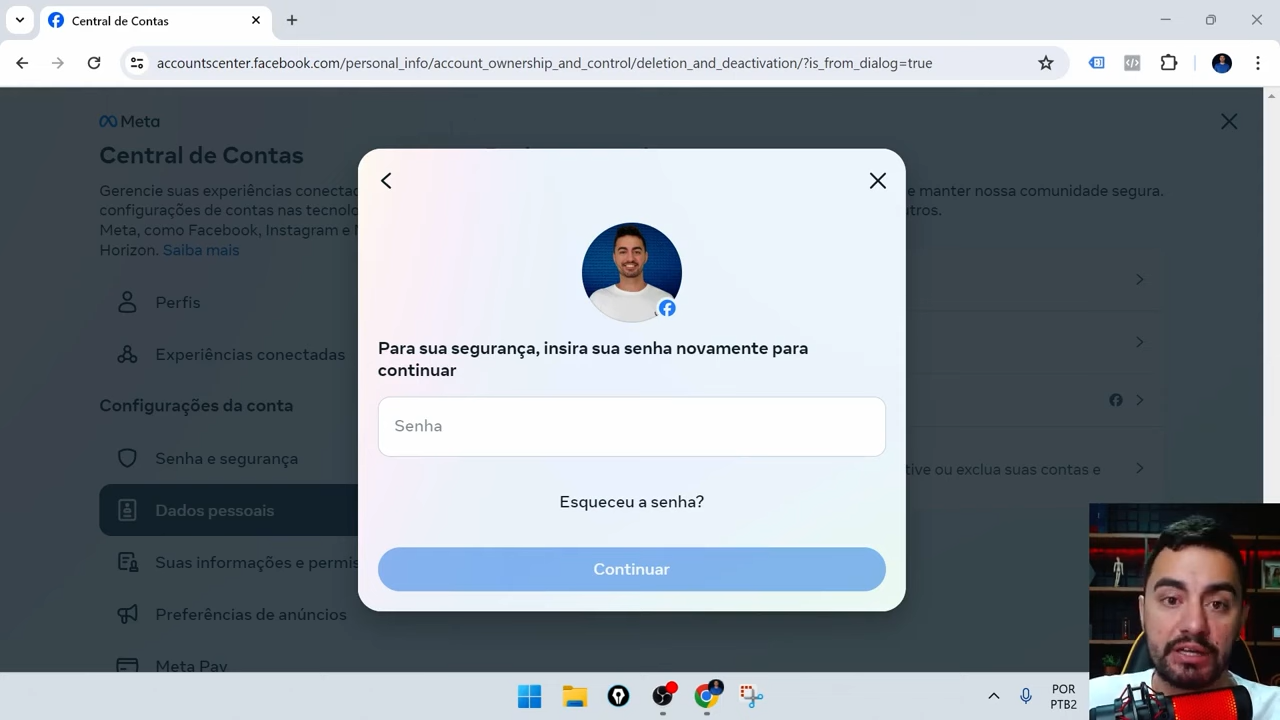 Central de Contas
accountscenter.facebook.com/personal_info/account_ownership_and_control/deletion_and_deactivation/?is_from_dialog=true
Meta
Central de Contas
Gerencie suas experiências conectad
configurações de contas nas tecnolo
Meta, como Facebook, Instagram e
Horizon. Saiba mais
e manter nossa comunidade segura.
utros.
Perfis
Experiências conectadas
Configurações da conta
Senha e segurança
Dados pessoais
Suas informações e permis
Preferências de anúncios
Meta Pay
tive ou exclua suas contas e
Para sua segurança, insira sua senha novamente para
continuar
Senha
Esqueceu a senha?
Continuar
POR
PTB2